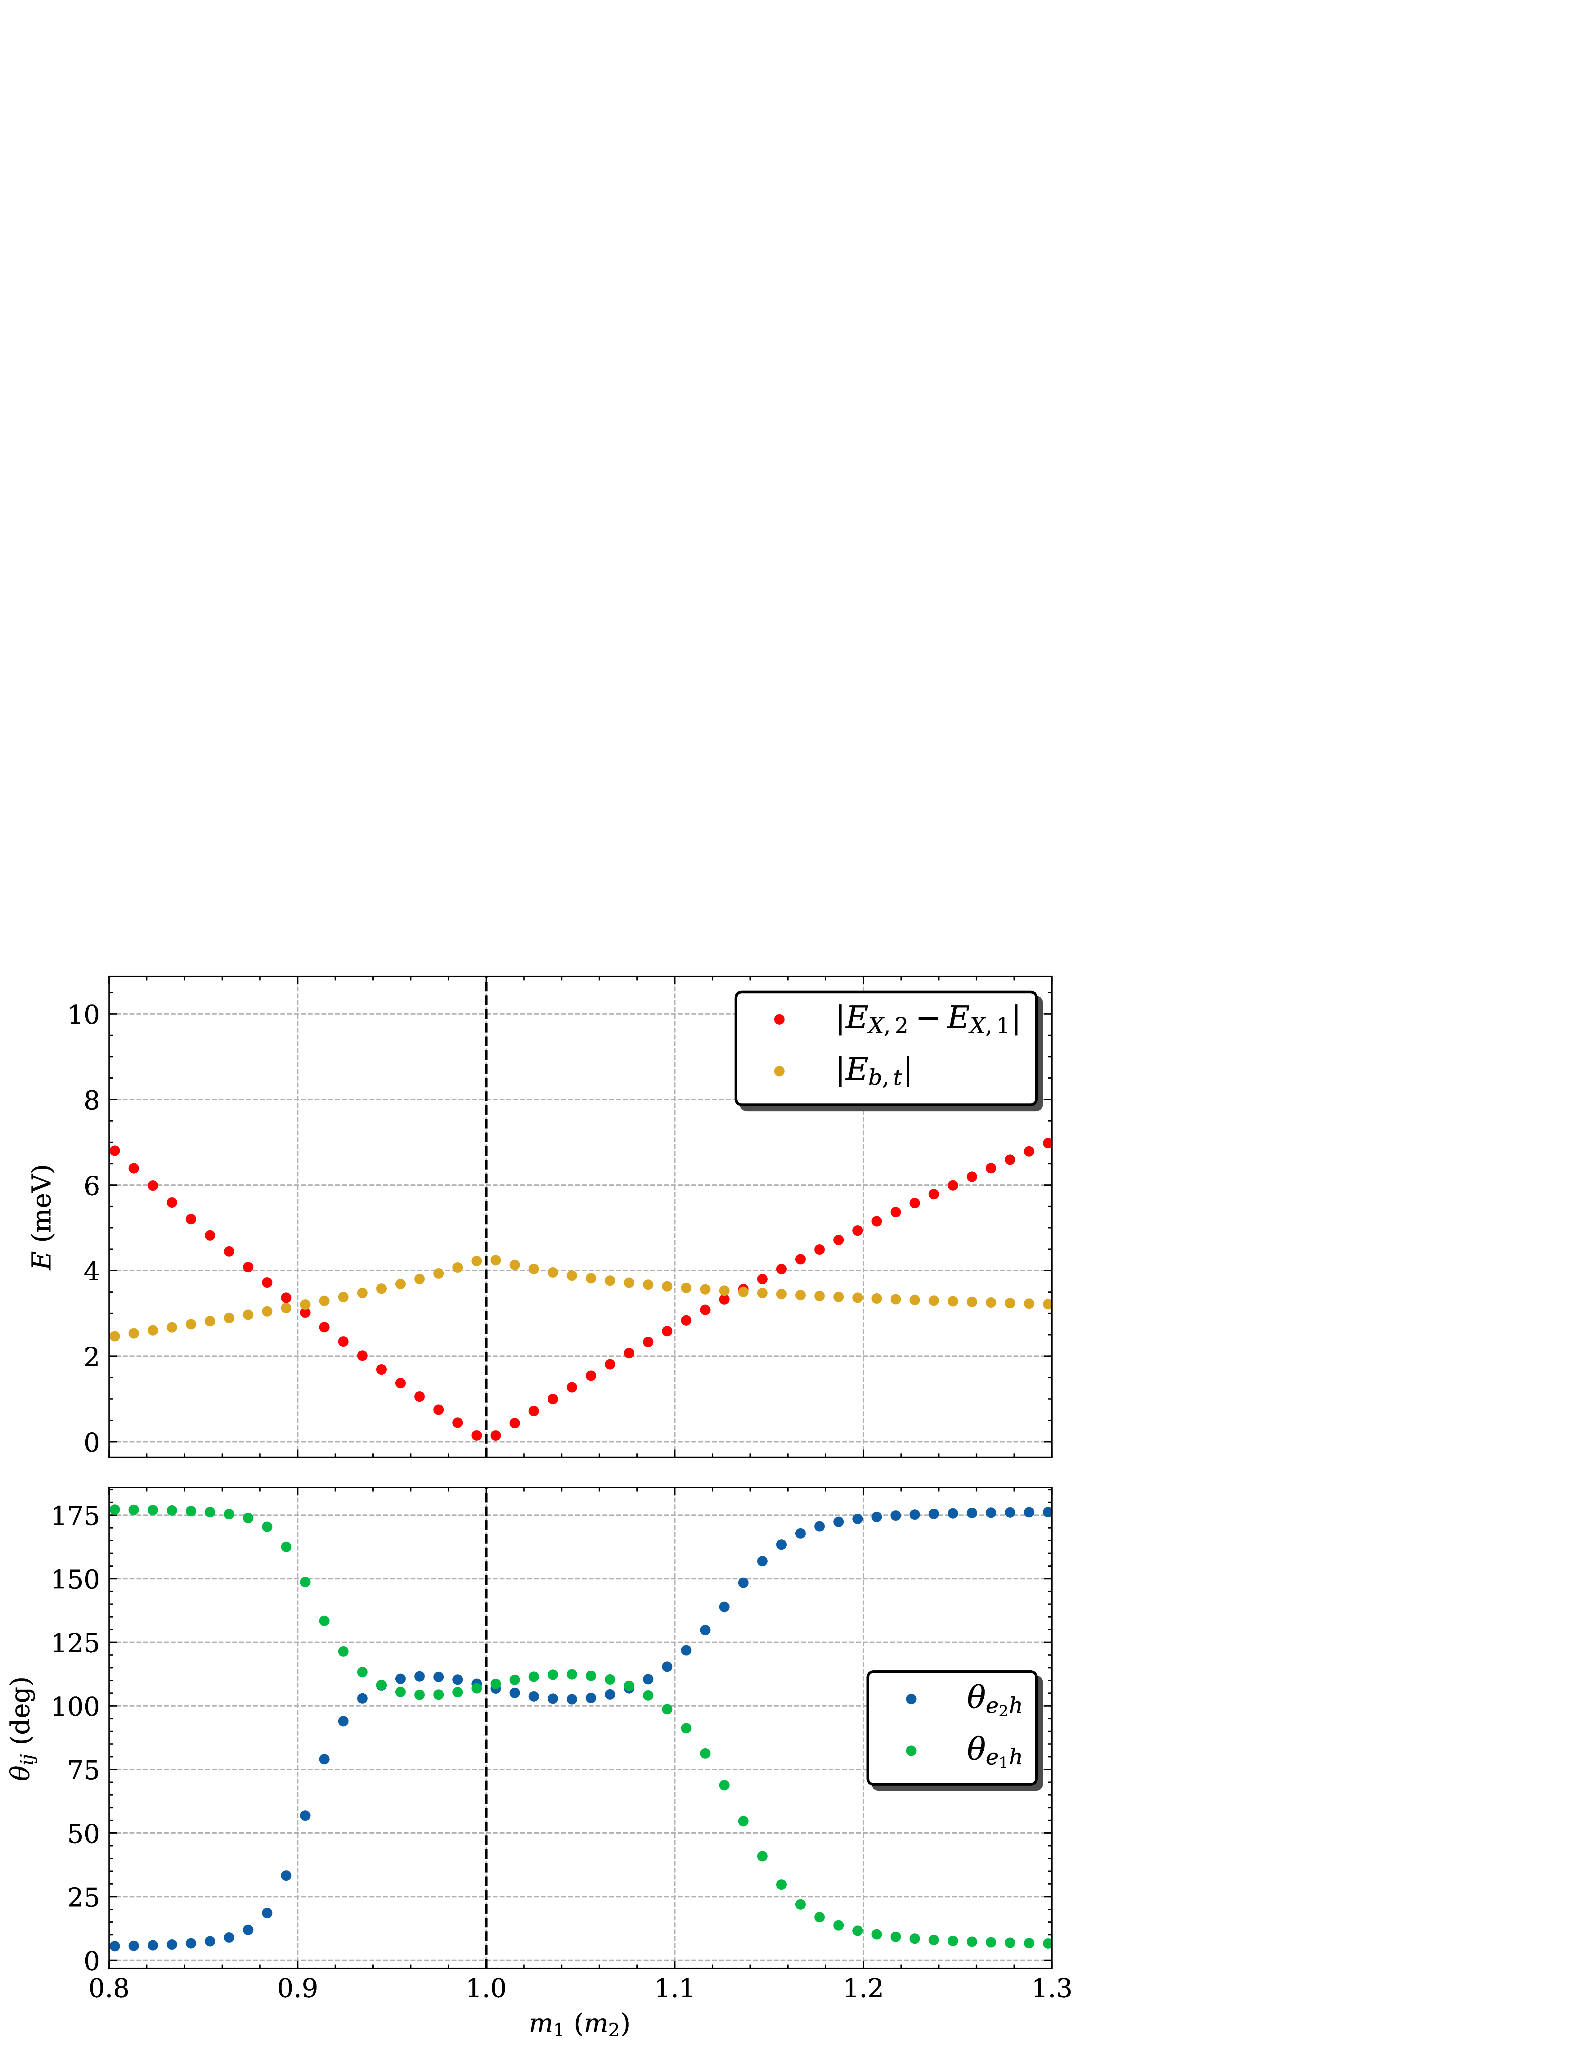 10
8
6
4
2
0
E (meV)
|E_{X,2} − E_{X,1}|
|E_{b,t}|
175
150
125
100
75
50
25
0
θ_{ij} (deg)
θ_{e_2h}
θ_{e_1h}
0.8 0.9 1.0 1.1 1.2 1.3
m_1 (m_2)